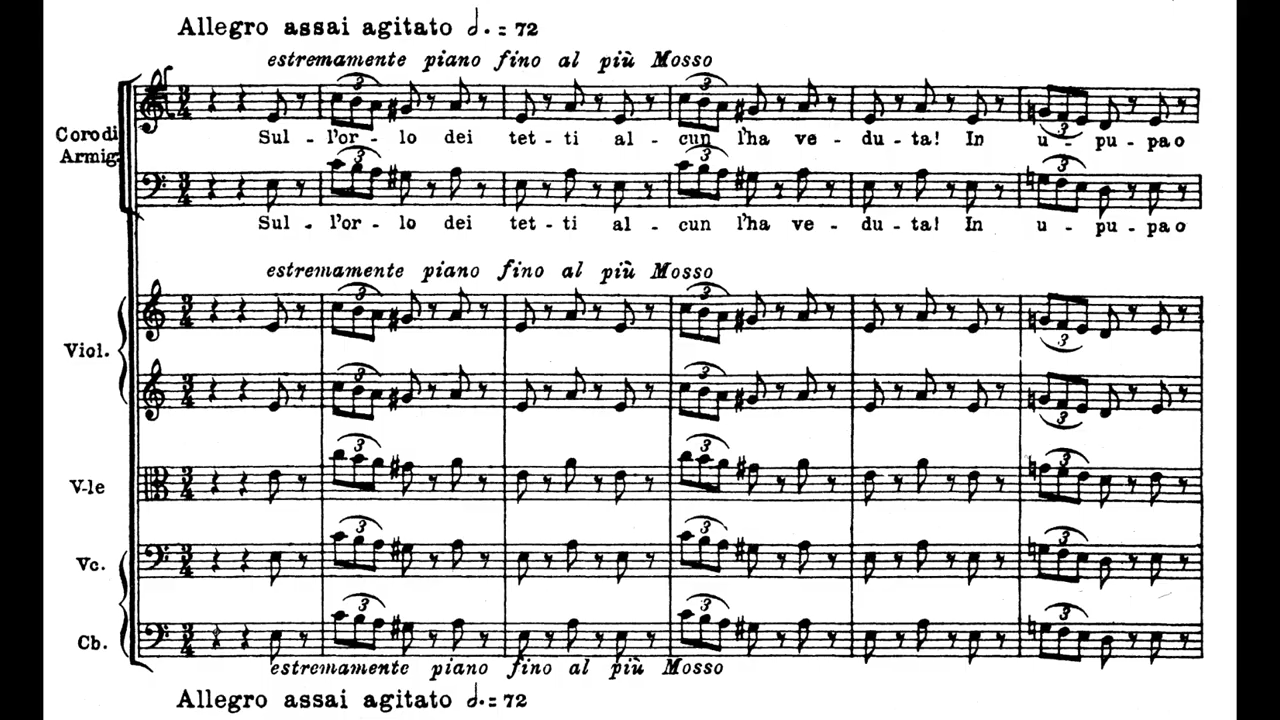 Allegro assai agitato 𝅗𝅥. = 72
estremamente piano fino al più Mosso
Coro di
Armig.
Sul - l'or - lo dei tet - ti al - cun l'ha ve - du - ta! In u - pu - pa o
Sul - l'or - lo dei tet - ti al - cun l'ha ve - du - ta! In u - pu - pa o
estremamente piano fino al più Mosso
Viol.
V-le
Vc.
Cb.
estremamente piano fino al più Mosso
Allegro assai agitato 𝅗𝅥. = 72